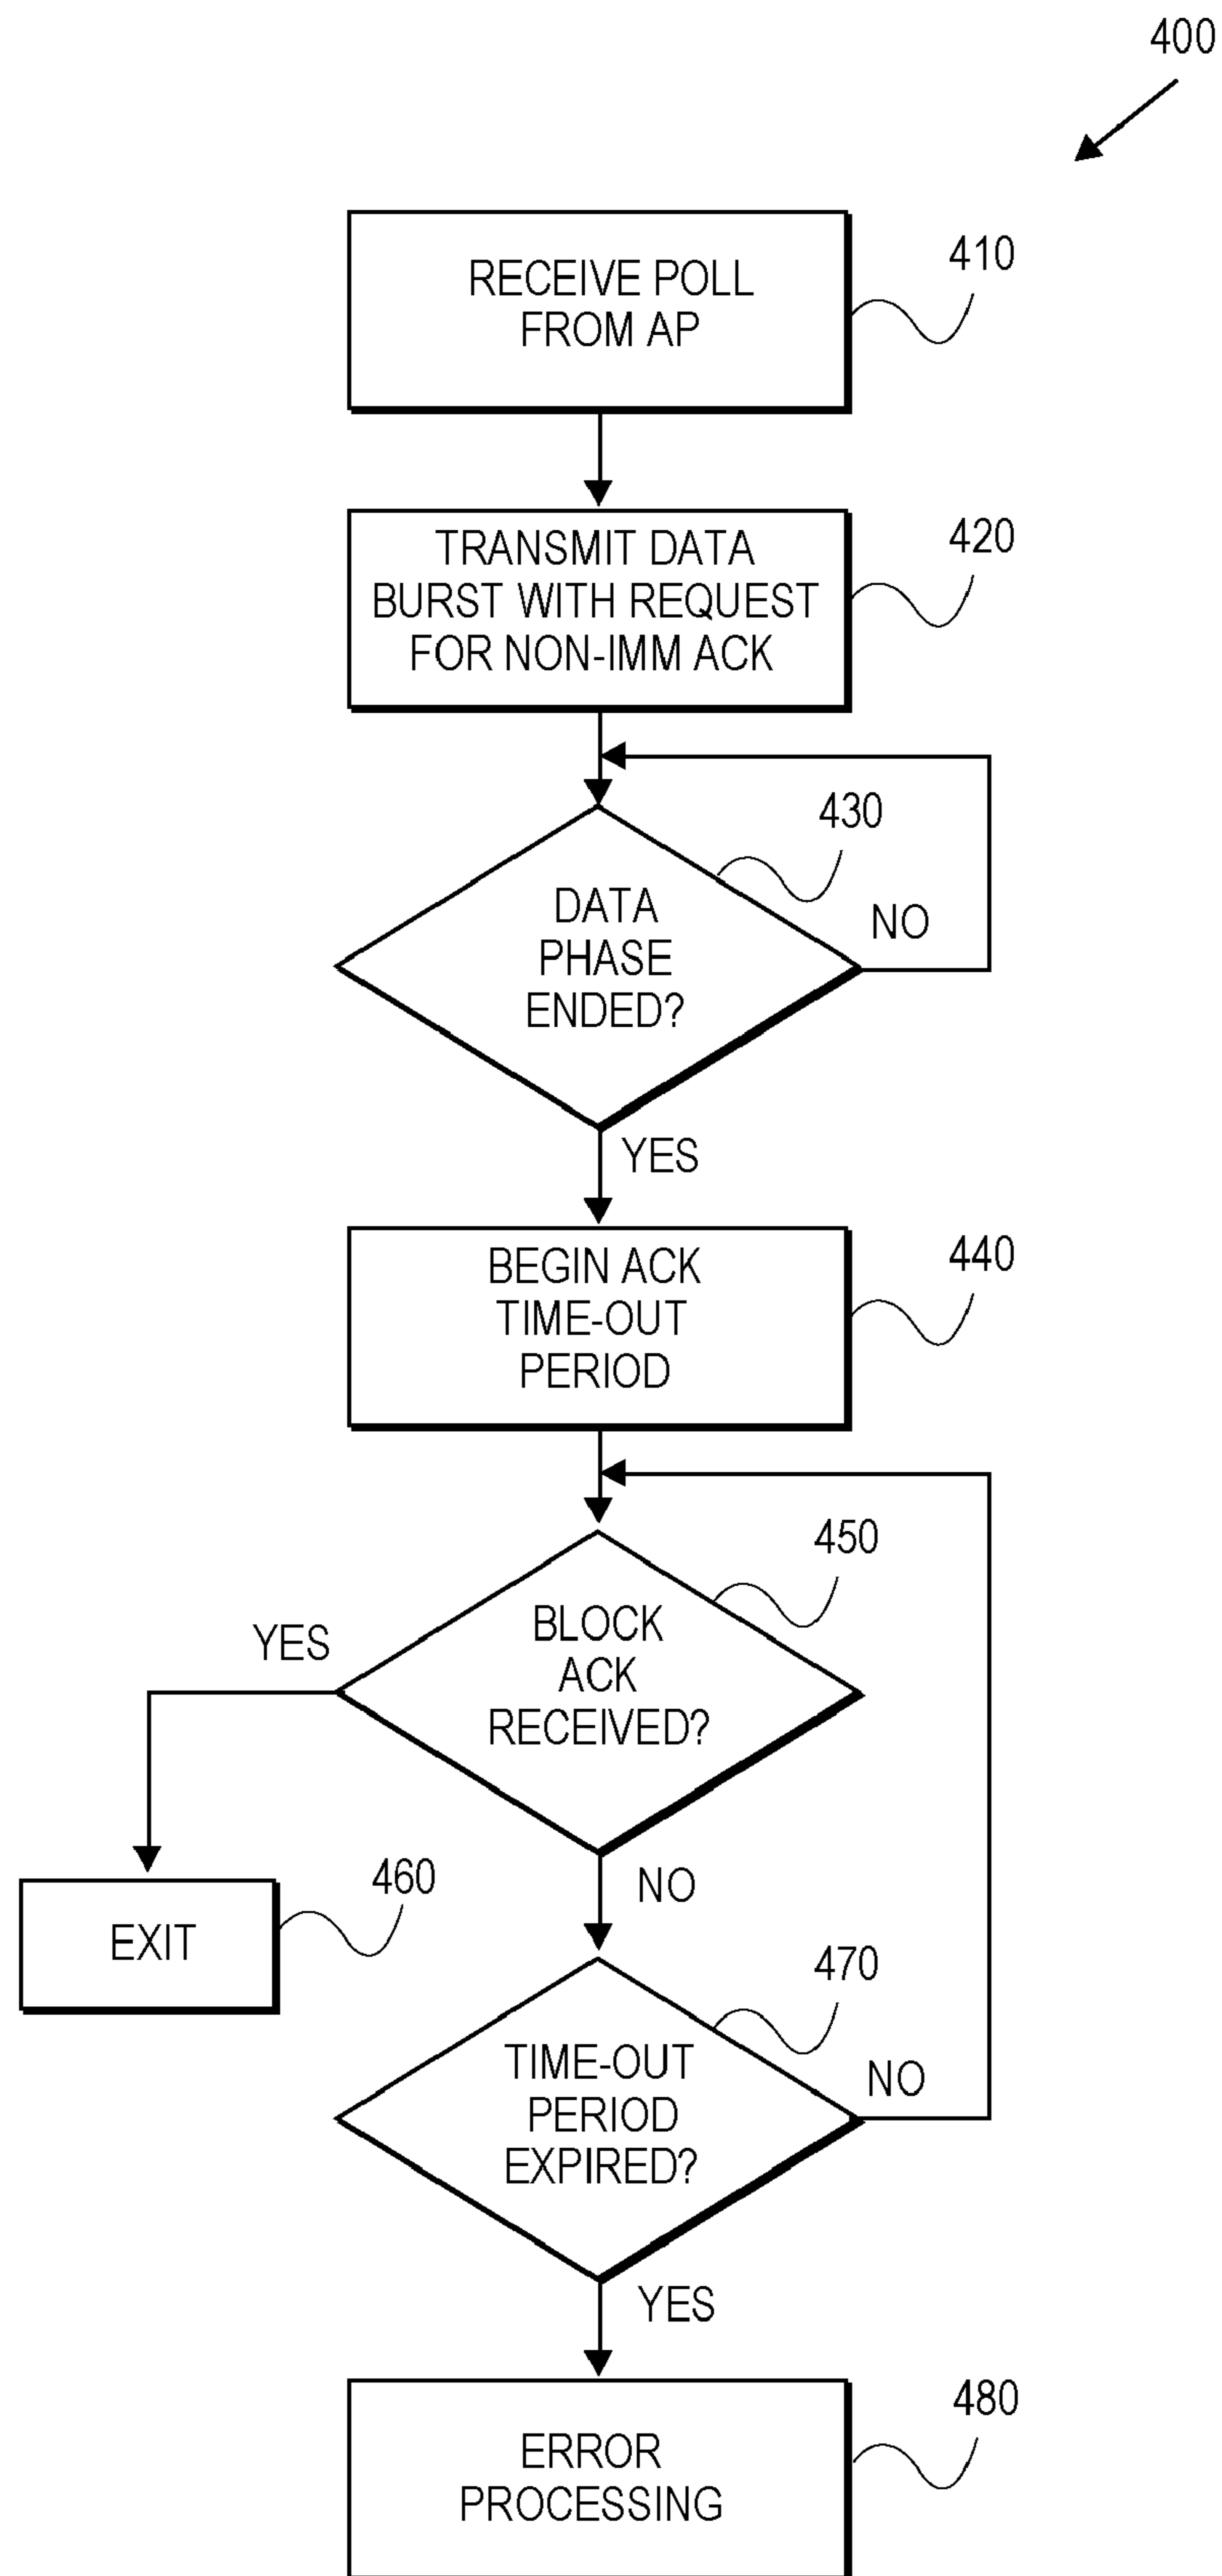 400
RECEIVE POLL
FROM AP
410
TRANSMIT DATA
BURST WITH REQUEST
FOR NON-IMM ACK
420
430
DATA
PHASE
ENDED?
NO
YES
BEGIN ACK
TIME-OUT
PERIOD
440
450
BLOCK
ACK
RECEIVED?
YES
NO
EXIT
460
470
TIME-OUT
PERIOD
EXPIRED?
NO
YES
ERROR
PROCESSING
480